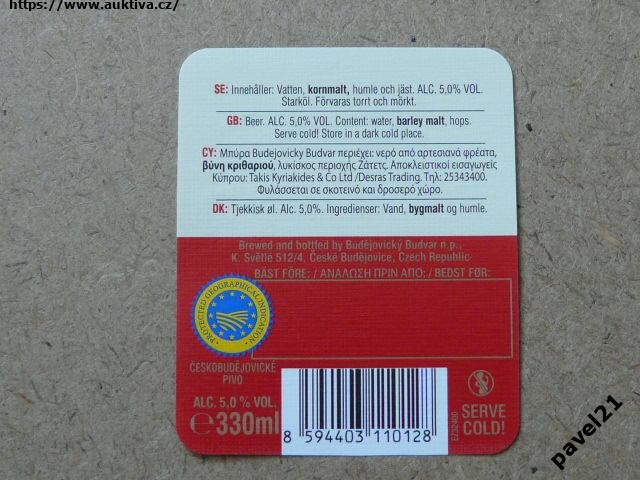 https://www.auktiva.cz/
SE: Innehåller: Vatten, kornmalt, humle och jäst. ALC. 5,0% VOL.
Starköl. Förvaras torrt och mörkt.
GB: Beer. ALC. 5,0% VOL. Content: water, barley malt, hops.
Serve cold! Store in a dark cold place.
CY: Μπύρα Budejovicky Budvar περιέχει: νερό από αρτεσιανά φρέατα,
βύνη κριθαριού, λυκίσκος περιοχής Ζάτετς. Αποκλειστικοί εισαγωγείς
Κύπρου: Takis Kyriakides & Co Ltd /Desras Trading. Τηλ: 25343400.
Φυλάσσεται σε σκοτεινό και δροσερό χώρο.
DK: Tjekkisk øl. Alc. 5,0%. Ingredienser: Vand, bygmalt og humle.
Brewed and bottled by Budějovický Budvar n.p.,
K. Světlé 512/4, České Budějovice, Czech Republic
BÄST FÖRE: / ΑΝΑΛΩΣΗ ΠΡΙΝ ΑΠΟ: / BEDST FØR:
PROTECTED GEOGRAPHICAL INDICATION
ČESKOBUDĚJOVICKÉ
PIVO
ALC. 5,0 % VOL.
℮330ml
8 594403 110128
EZ32400
SERVE
COLD!
pavel21